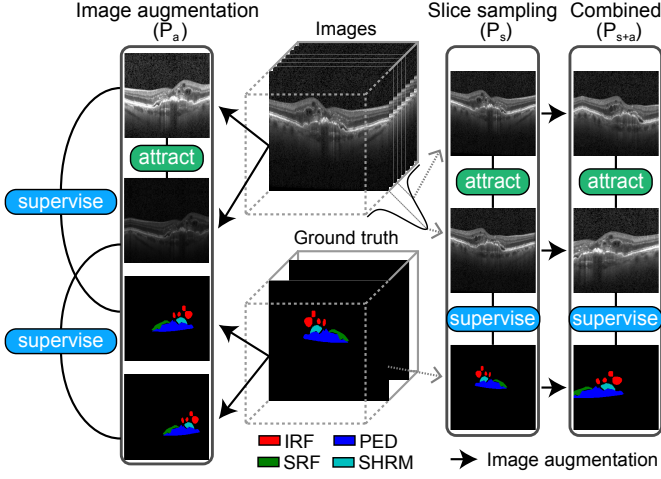 Image augmentation
(Pa)
Images
Slice sampling
(Ps)
Combined
(Ps+a)
attract
attract
attract
supervise
Ground truth
supervise
supervise
supervise
IRF
PED
SRF
SHRM
Image augmentation